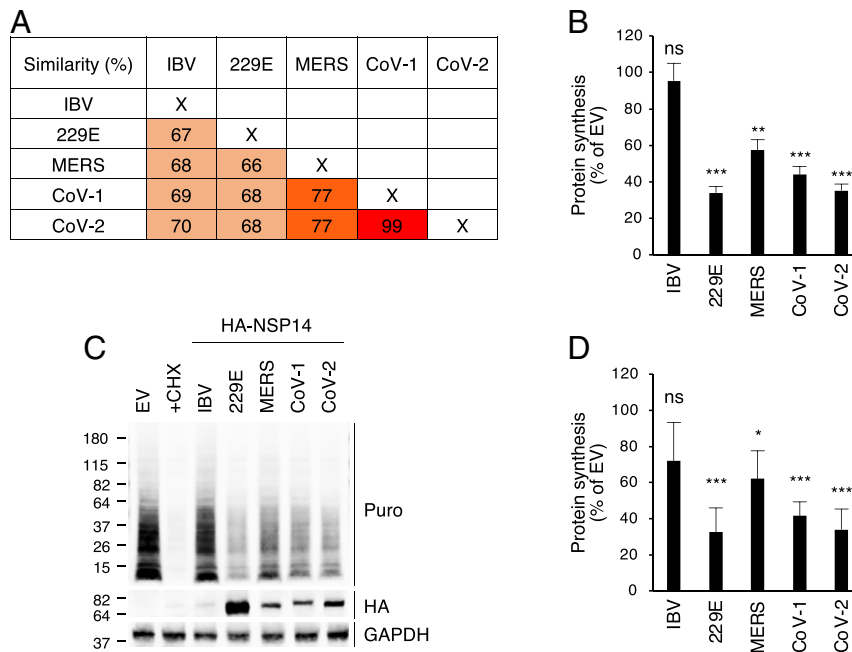 A
Similarity (%) IBV 229E MERS CoV-1 CoV-2
IBV X
229E 67 X
MERS 68 66 X
CoV-1 69 68 77 X
CoV-2 70 68 77 99 X
B
Protein synthesis
(% of EV)
120
100
80
60
40
20
0
ns
***
**
***
***
IBV
229E
MERS
CoV-1
CoV-2
C
HA-NSP14
EV
+CHX
IBV
229E
MERS
CoV-1
CoV-2
180
115
82
64
37
26
15
Puro
82
64
HA
37
GAPDH
D
Protein synthesis
(% of EV)
120
100
80
60
40
20
0
ns
***
*
***
***
IBV
229E
MERS
CoV-1
CoV-2